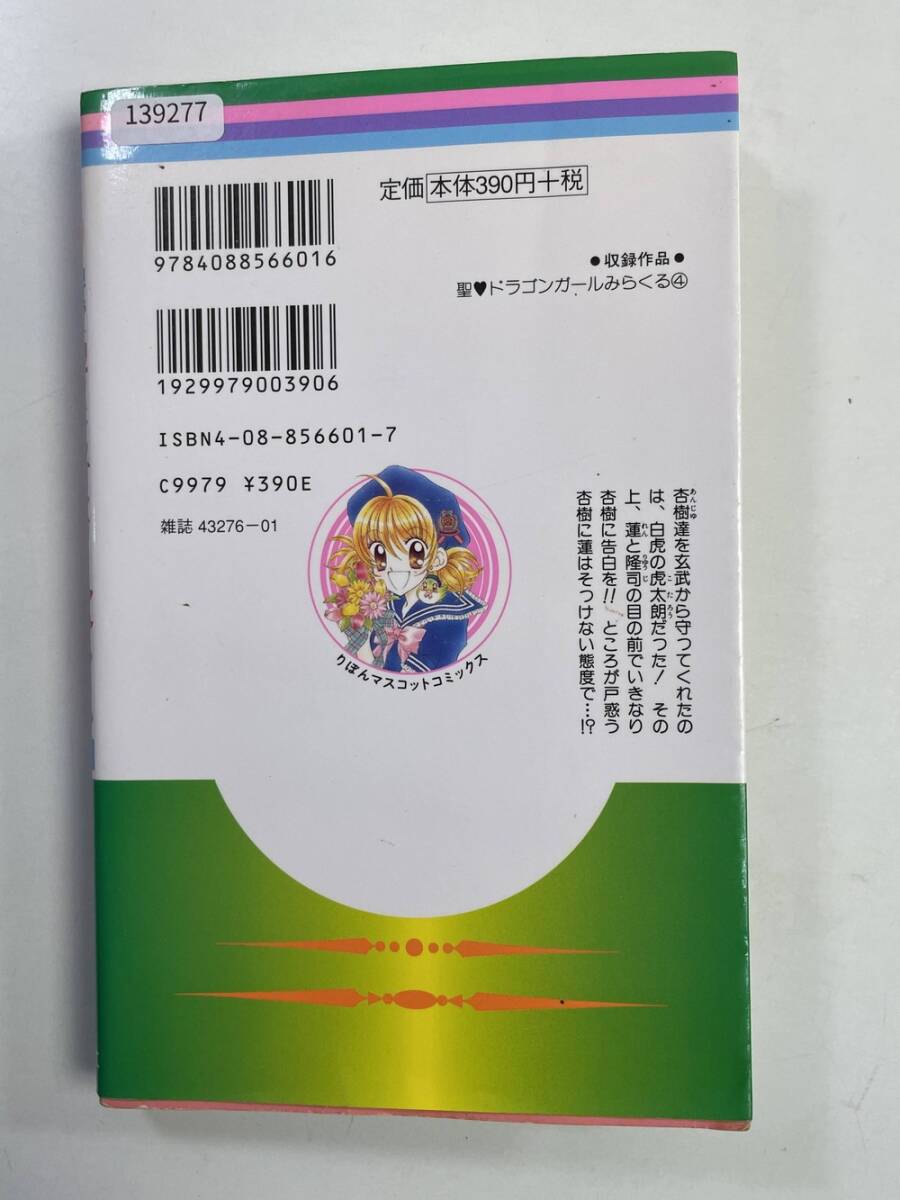 139277
定価 本体390円+税
9784088566016
●収録作品●
聖♥ドラゴンガールみらくる④
1929979003906
ISBN4-08-856601-7
C9979 ¥390E
雑誌 43276-01
りぼんマスコットコミックス
杏樹達を玄武から守ってくれたの
は、白虎の虎太朗だった! その
上、蓮と隆司の目の前でいきなり
杏樹に告白を!! ところが戸惑う
杏樹に蓮はそっけない態度で…!?